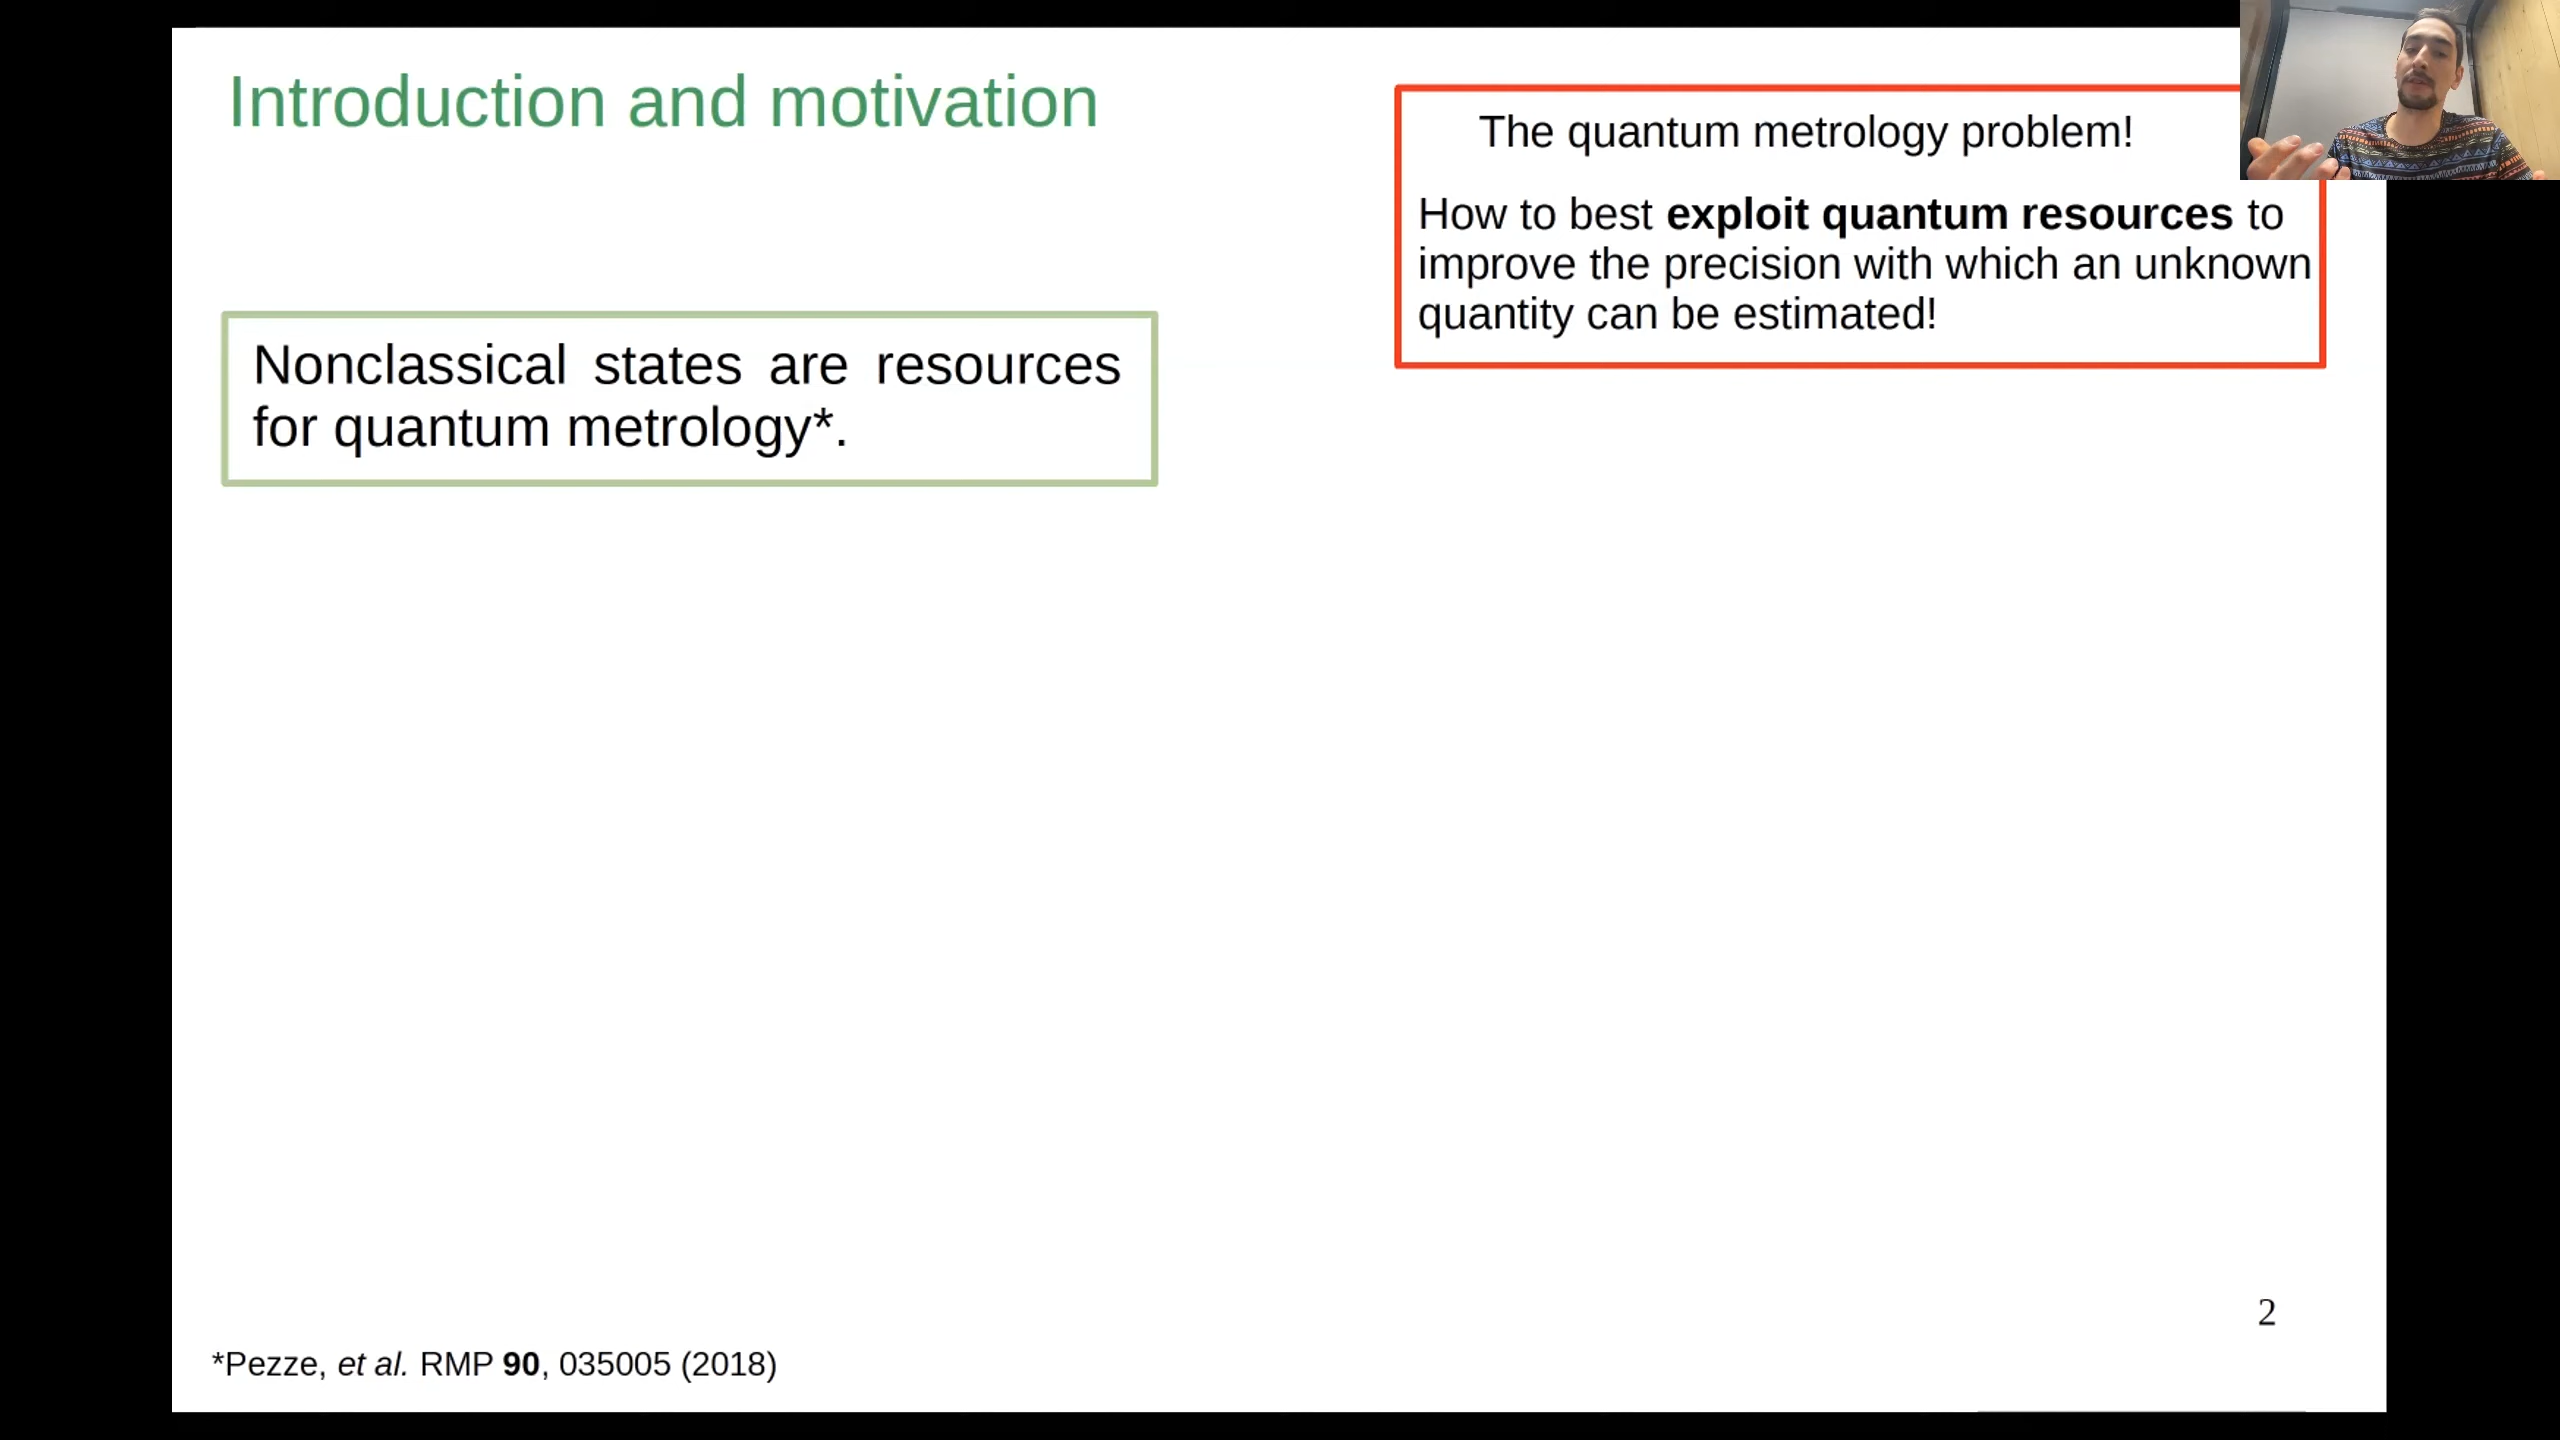 Introduction and motivation
The quantum metrology problem!
How to best exploit quantum resources to
improve the precision with which an unknown
quantity can be estimated!
Nonclassical states are resources
for quantum metrology*.
2
*Pezze, et al. RMP 90, 035005 (2018)